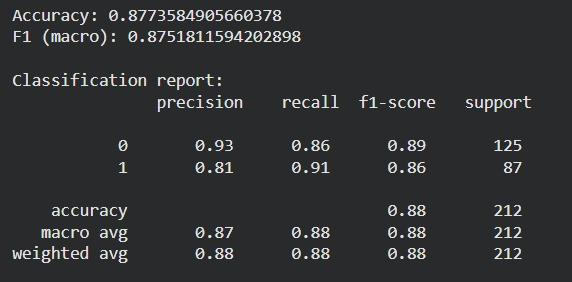 Accuracy: 0.8773584905660378
F1 (macro): 0.8751811594202898
Classification report:
precision recall f1-score support
0 0.93 0.86 0.89 125
1 0.81 0.91 0.86 87
accuracy 0.88 212
macro avg 0.87 0.88 0.88 212
weighted avg 0.88 0.88 0.88 212